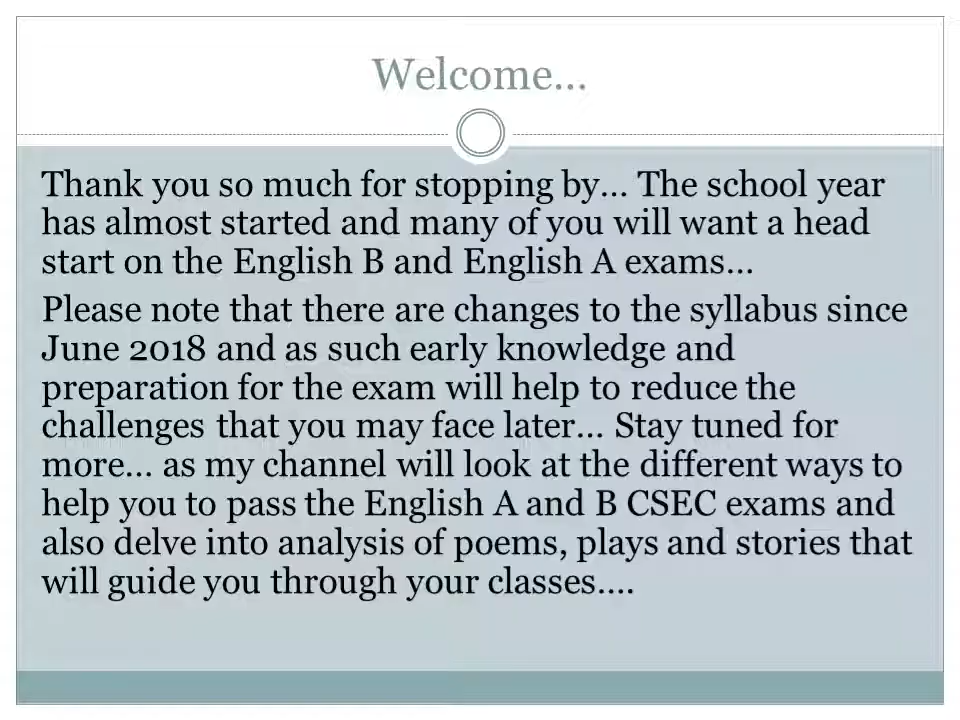 Welcome...
Thank you so much for stopping by... The school year
has almost started and many of you will want a head
start on the English B and English A exams...
Please note that there are changes to the syllabus since
June 2018 and as such early knowledge and
preparation for the exam will help to reduce the
challenges that you may face later... Stay tuned for
more... as my channel will look at the different ways to
help you to pass the English A and B CSEC exams and
also delve into analysis of poems, plays and stories that
will guide you through your classes....